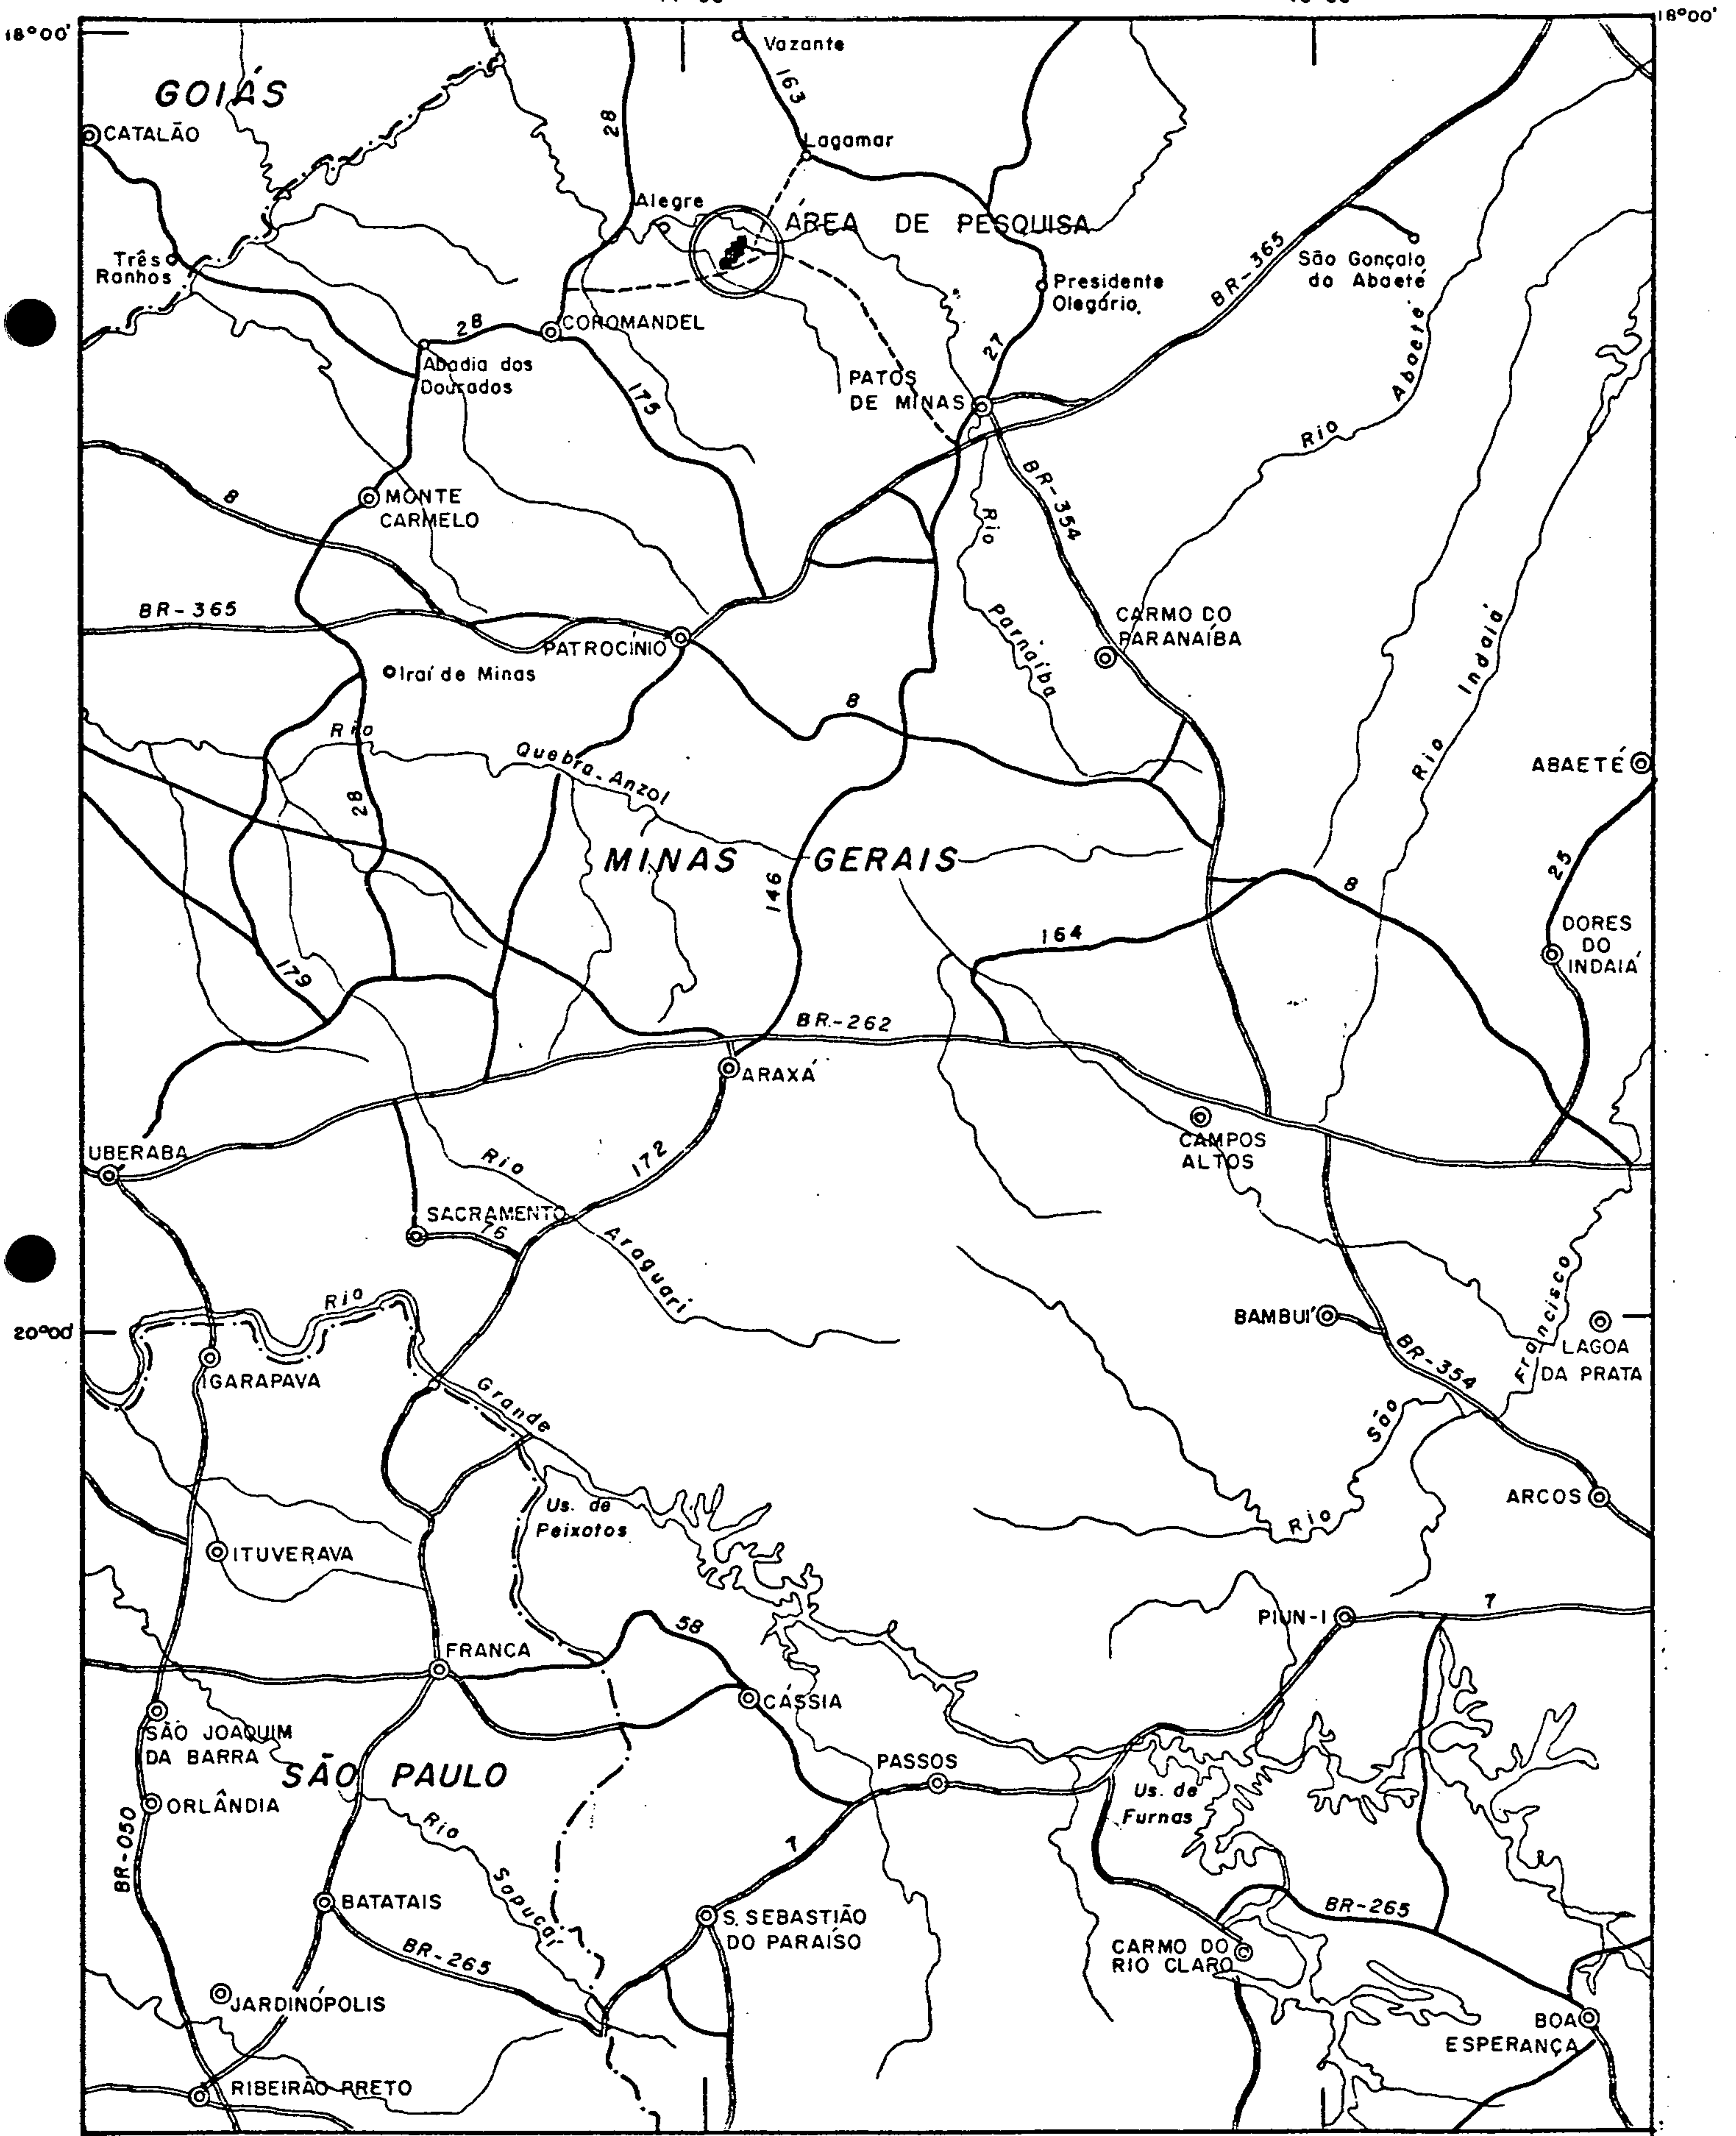 18°00'
18°00'
Vazante
GOIÁS
163
CATALÃO
28
Lagamar
Alegre
ÁREA DE PESQUISA
Três
Ranhos
BR-365
São Gonçalo
do Abaeté
Presidente
Olegário
28
COROMANDEL
27
Abaeté
Abadia dos
Dourados
175
PATOS
DE MINAS
Rio
8
MONTE
CARMELO
BR-354
Rio
BR-365
Parnaíba
CARMO DO
PARANAÍBA
PATROCÍNIO
Indaiá
Iraí de Minas
8
Rio
Quebra-Anzol
Rio
ABAETÉ
28
MINAS GERAIS
146
8
25
164
DORES
DO
INDAIÁ
179
BR-262
ARAXÁ
CAMPOS
ALTOS
UBERABA
Rio
172
SACRAMENTO
76
Araguari
Rio
Francisco
20°00'
BAMBUÍ
LAGOA
DA PRATA
IGARAPAVA
BR-354
Grande
São
Us. de
Peixotos
ARCOS
Rio
ITUVERAVA
PIUN-I
7
58
FRANCA
CÁSSIA
SÃO JOAQUIM
DA BARRA
SÃO PAULO
PASSOS
Us. de
Furnas
ORLÂNDIA
Rio
BR-050
7
Sapucaí
BATATAIS
S. SEBASTIÃO
DO PARAÍSO
BR-265
BR-265
CARMO DO
RIO CLARO
JARDINÓPOLIS
BOA
ESPERANÇA
RIBEIRÃO PRETO